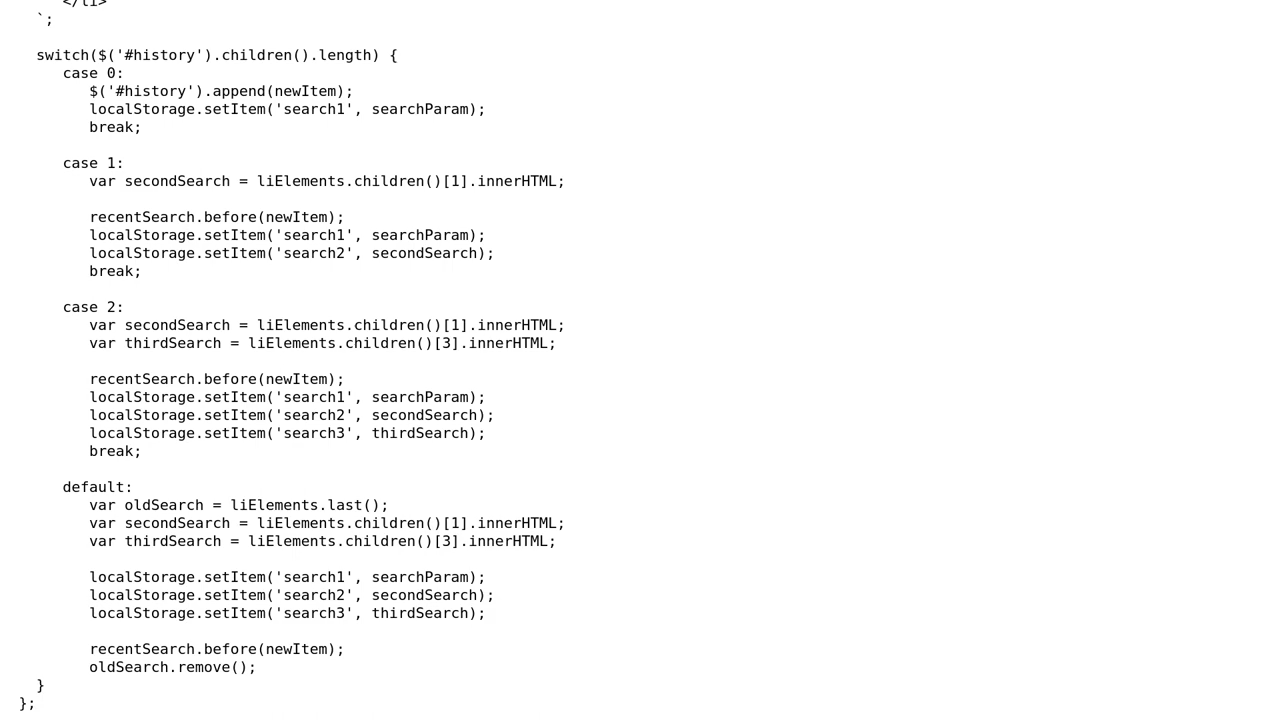 </li>
`;
switch($('#history').children().length) {
case 0:
$('#history').append(newItem);
localStorage.setItem('search1', searchParam);
break;
case 1:
var secondSearch = liElements.children()[1].innerHTML;
recentSearch.before(newItem);
localStorage.setItem('search1', searchParam);
localStorage.setItem('search2', secondSearch);
break;
case 2:
var secondSearch = liElements.children()[1].innerHTML;
var thirdSearch = liElements.children()[3].innerHTML;
recentSearch.before(newItem);
localStorage.setItem('search1', searchParam);
localStorage.setItem('search2', secondSearch);
localStorage.setItem('search3', thirdSearch);
break;
default:
var oldSearch = liElements.last();
var secondSearch = liElements.children()[1].innerHTML;
var thirdSearch = liElements.children()[3].innerHTML;
localStorage.setItem('search1', searchParam);
localStorage.setItem('search2', secondSearch);
localStorage.setItem('search3', thirdSearch);
recentSearch.before(newItem);
oldSearch.remove();
}
};